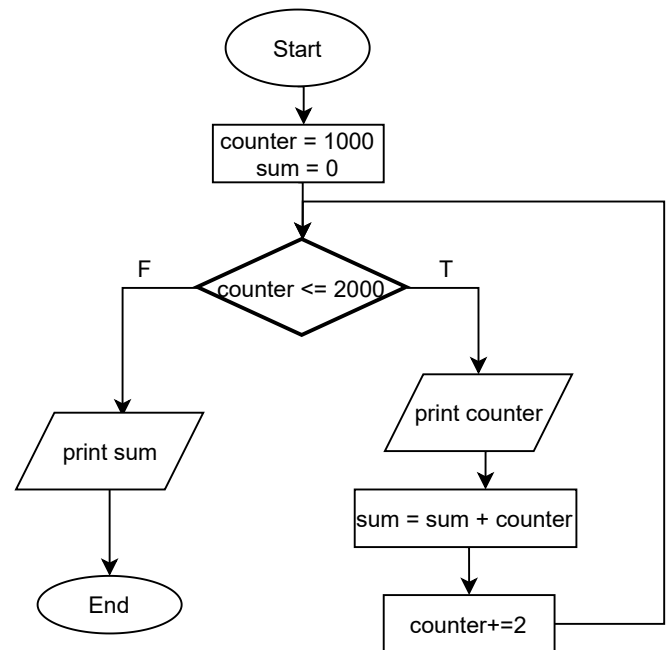 Start
counter = 1000
sum = 0
F
T
counter <= 2000
print counter
print sum
sum = sum + counter
End
counter+=2